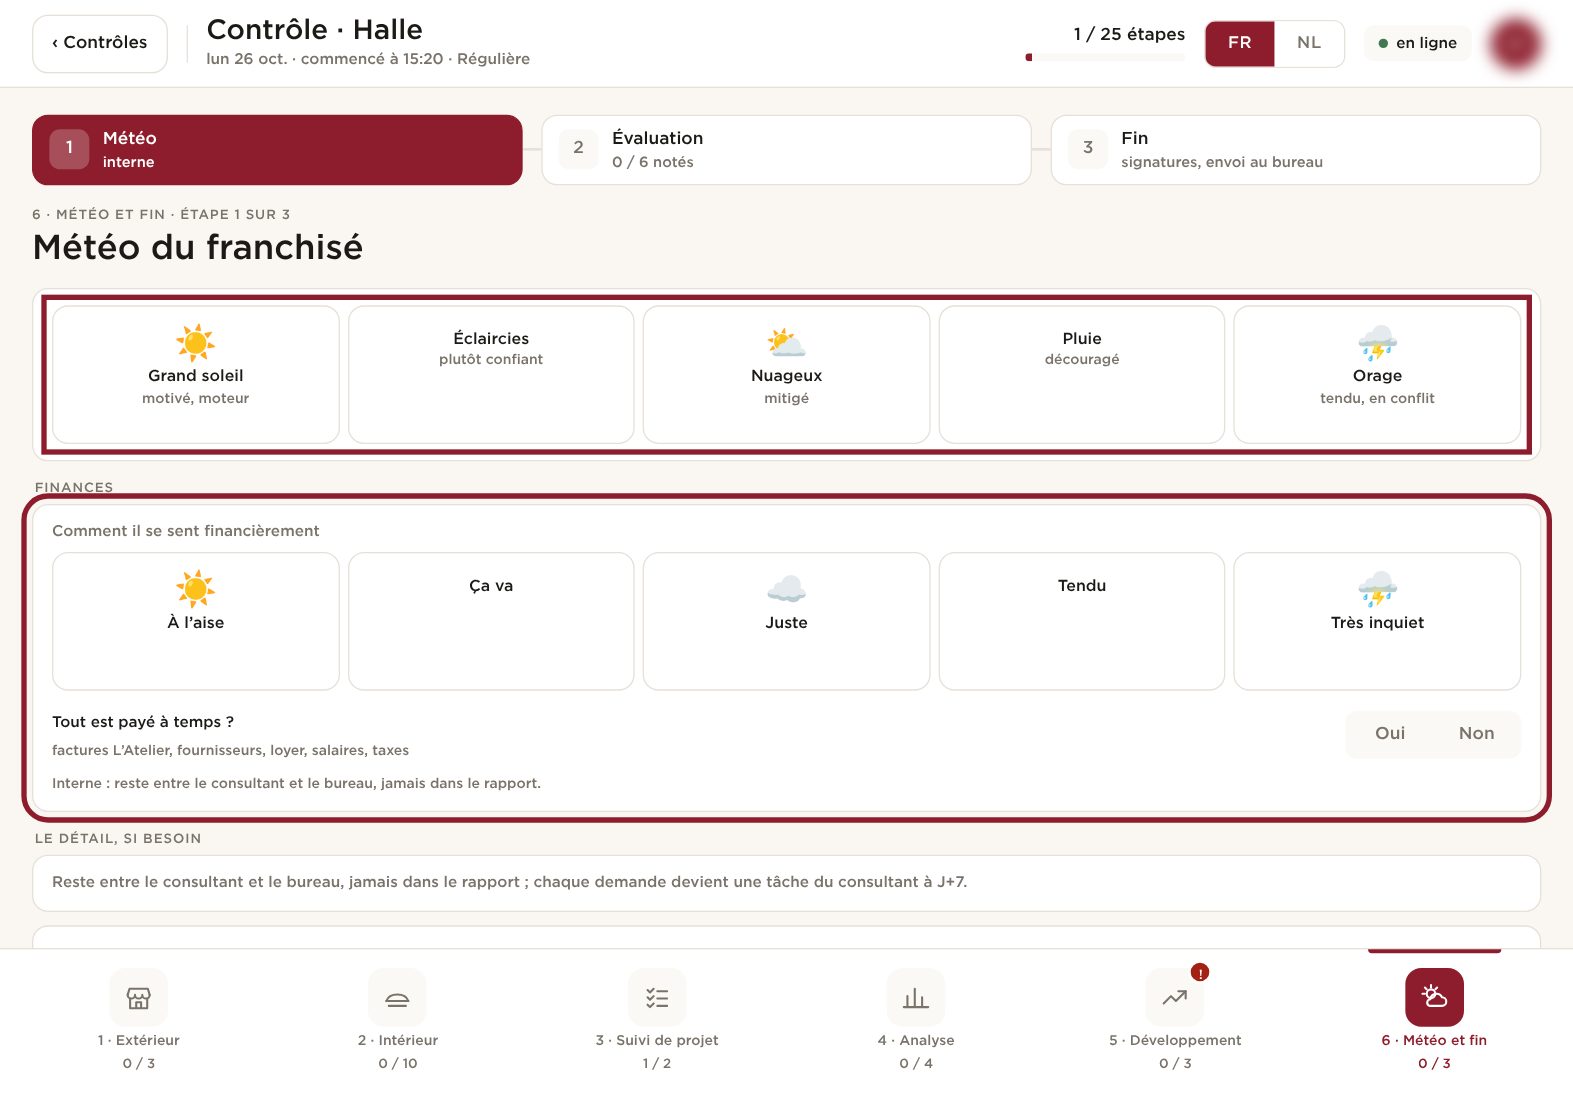 ‹ Contrôles
Contrôle · Halle
lun 26 oct. · commencé à 15:20 · Régulière
1 / 25 étapes
FR
NL
en ligne
1
Météo
interne
2
Évaluation
0 / 6 notés
3
Fin
signatures, envoi au bureau
6 · MÉTÉO ET FIN · ÉTAPE 1 SUR 3
Météo du franchisé
Grand soleil
motivé, moteur
Éclaircies
plutôt confiant
Nuageux
mitigé
Pluie
découragé
Orage
tendu, en conflit
FINANCES
Comment il se sent financièrement
À l’aise
Ça va
Juste
Tendu
Très inquiet
Tout est payé à temps ?
factures L’Atelier, fournisseurs, loyer, salaires, taxes
Oui
Non
Interne : reste entre le consultant et le bureau, jamais dans le rapport.
LE DÉTAIL, SI BESOIN
Reste entre le consultant et le bureau, jamais dans le rapport ; chaque demande devient une tâche du consultant à J+7.
1 · Extérieur
0 / 3
2 · Intérieur
0 / 10
3 · Suivi de projet
1 / 2
4 · Analyse
0 / 4
!
5 · Développement
0 / 3
6 · Météo et fin
0 / 3